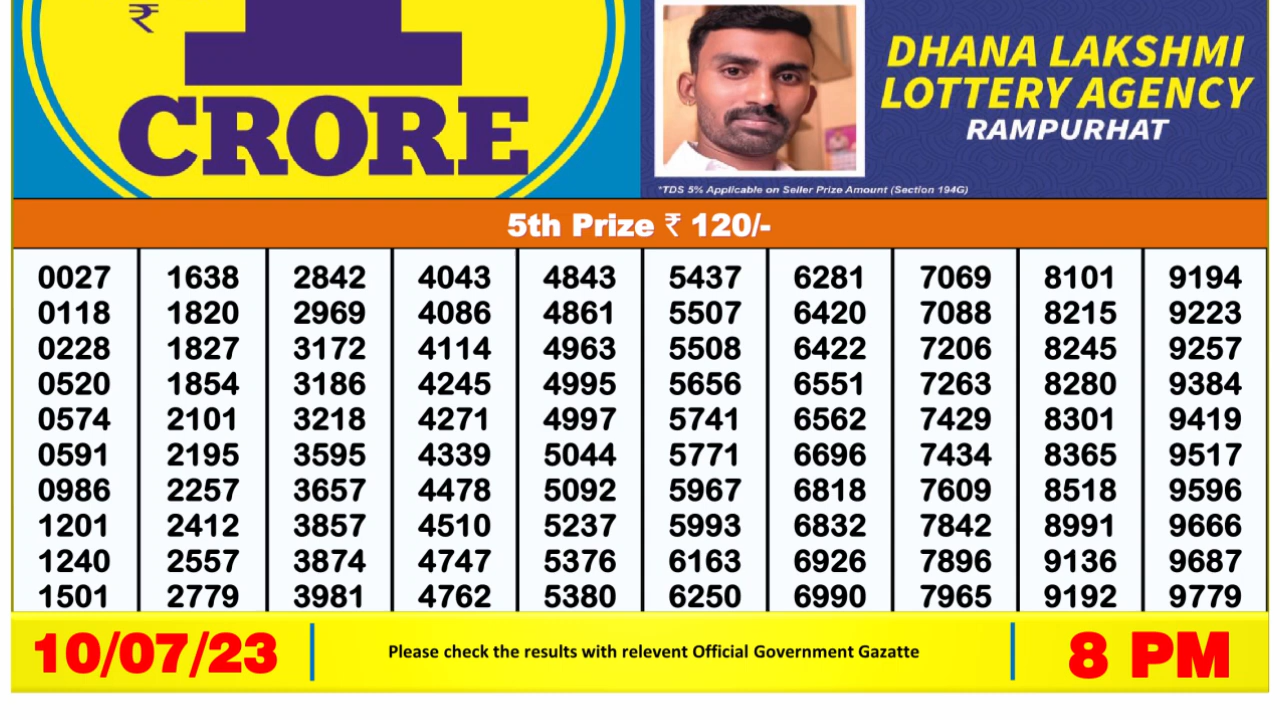 ₹
1
CRORE
DHANA LAKSHMI
LOTTERY AGENCY
RAMPURHAT
*TDS 5% Applicable on Seller Prize Amount (Section 194G)
5th Prize ₹ 120/-
0027 1638 2842 4043 4843 5437 6281 7069 8101 9194
0118 1820 2969 4086 4861 5507 6420 7088 8215 9223
0228 1827 3172 4114 4963 5508 6422 7206 8245 9257
0520 1854 3186 4245 4995 5656 6551 7263 8280 9384
0574 2101 3218 4271 4997 5741 6562 7429 8301 9419
0591 2195 3595 4339 5044 5771 6696 7434 8365 9517
0986 2257 3657 4478 5092 5967 6818 7609 8518 9596
1201 2412 3857 4510 5237 5993 6832 7842 8991 9666
1240 2557 3874 4747 5376 6163 6926 7896 9136 9687
1501 2779 3981 4762 5380 6250 6990 7965 9192 9779
10/07/23 Please check the results with relevent Official Government Gazatte 8 PM